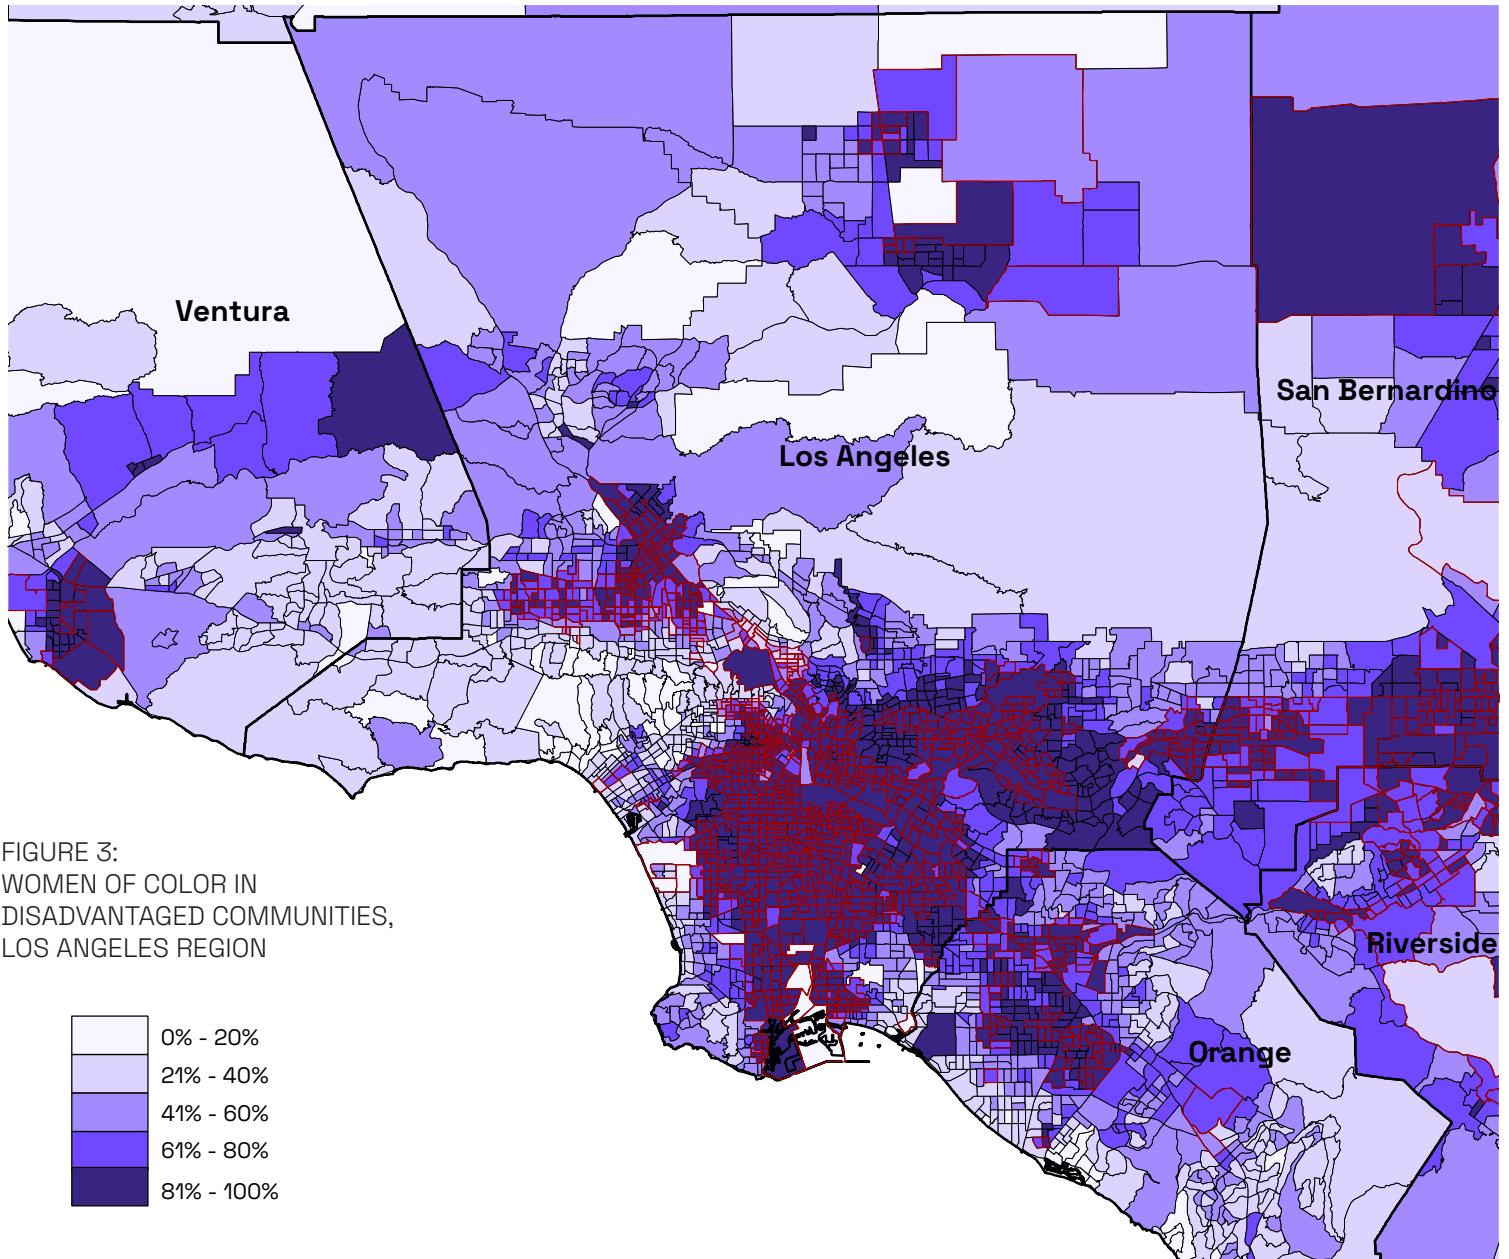 Ventura
San Bernardino
Los Angeles
FIGURE 3:
WOMEN OF COLOR IN
DISADVANTAGED COMMUNITIES,
LOS ANGELES REGION
Riverside
Orange
0% - 20%
21% - 40%
41% - 60%
61% - 80%
81% - 100%